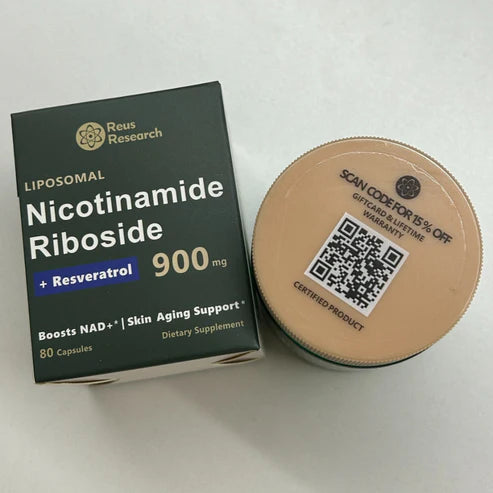 Reus
Research
LIPOSOMAL
Nicotinamide
Riboside
+ Resveratrol
900 mg
Boosts NAD+* | Skin Aging Support*
Dietary Supplement
80 Capsules
SCAN CODE FOR 15% OFF
GIFTCARD & LIFETIME
WARRANTY
CERTIFIED PRODUCT